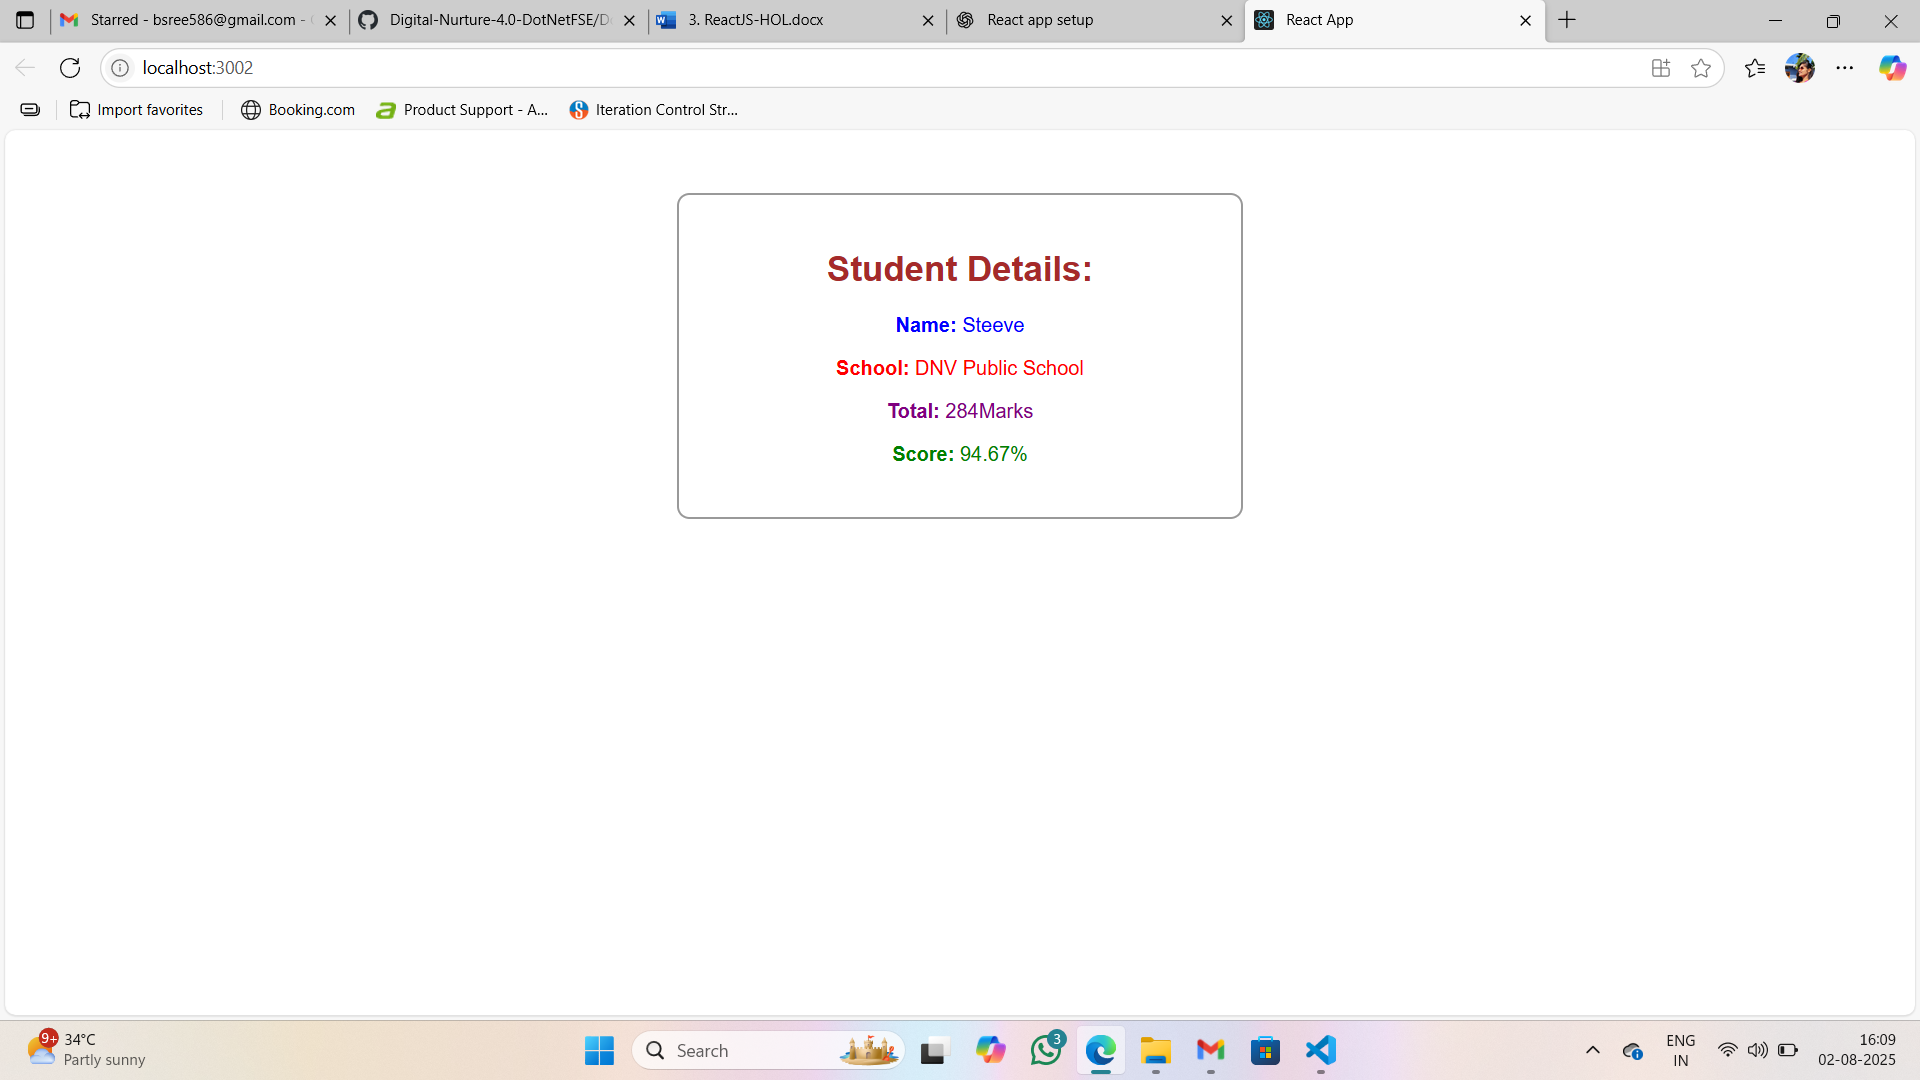 Starred - bsree586@gmail.com -
Digital-Nurture-4.0-DotNetFSE/D
3. ReactJS-HOL.docx
React app setup
React App
localhost:3002
Import favorites
Booking.com
Product Support - A...
Iteration Control Str...
Student Details:
Name: Steeve
School: DNV Public School
Total: 284Marks
Score: 94.67%
9+
34°C
Partly sunny
Search
3
ENG
IN
16:09
02-08-2025